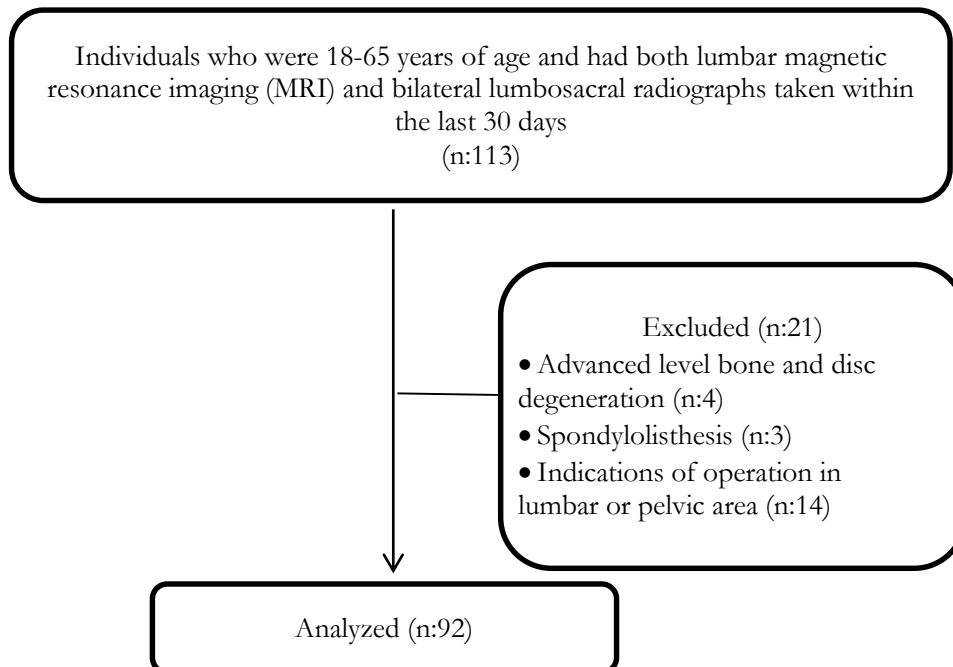 Individuals who were 18-65 years of age and had both lumbar magnetic
resonance imaging (MRI) and bilateral lumbosacral radiographs taken within
the last 30 days
(n:113)
Excluded (n:21)
• Advanced level bone and disc
degeneration (n:4)
• Spondylolisthesis (n:3)
• Indications of operation in
lumbar or pelvic area (n:14)
Analyzed (n:92)